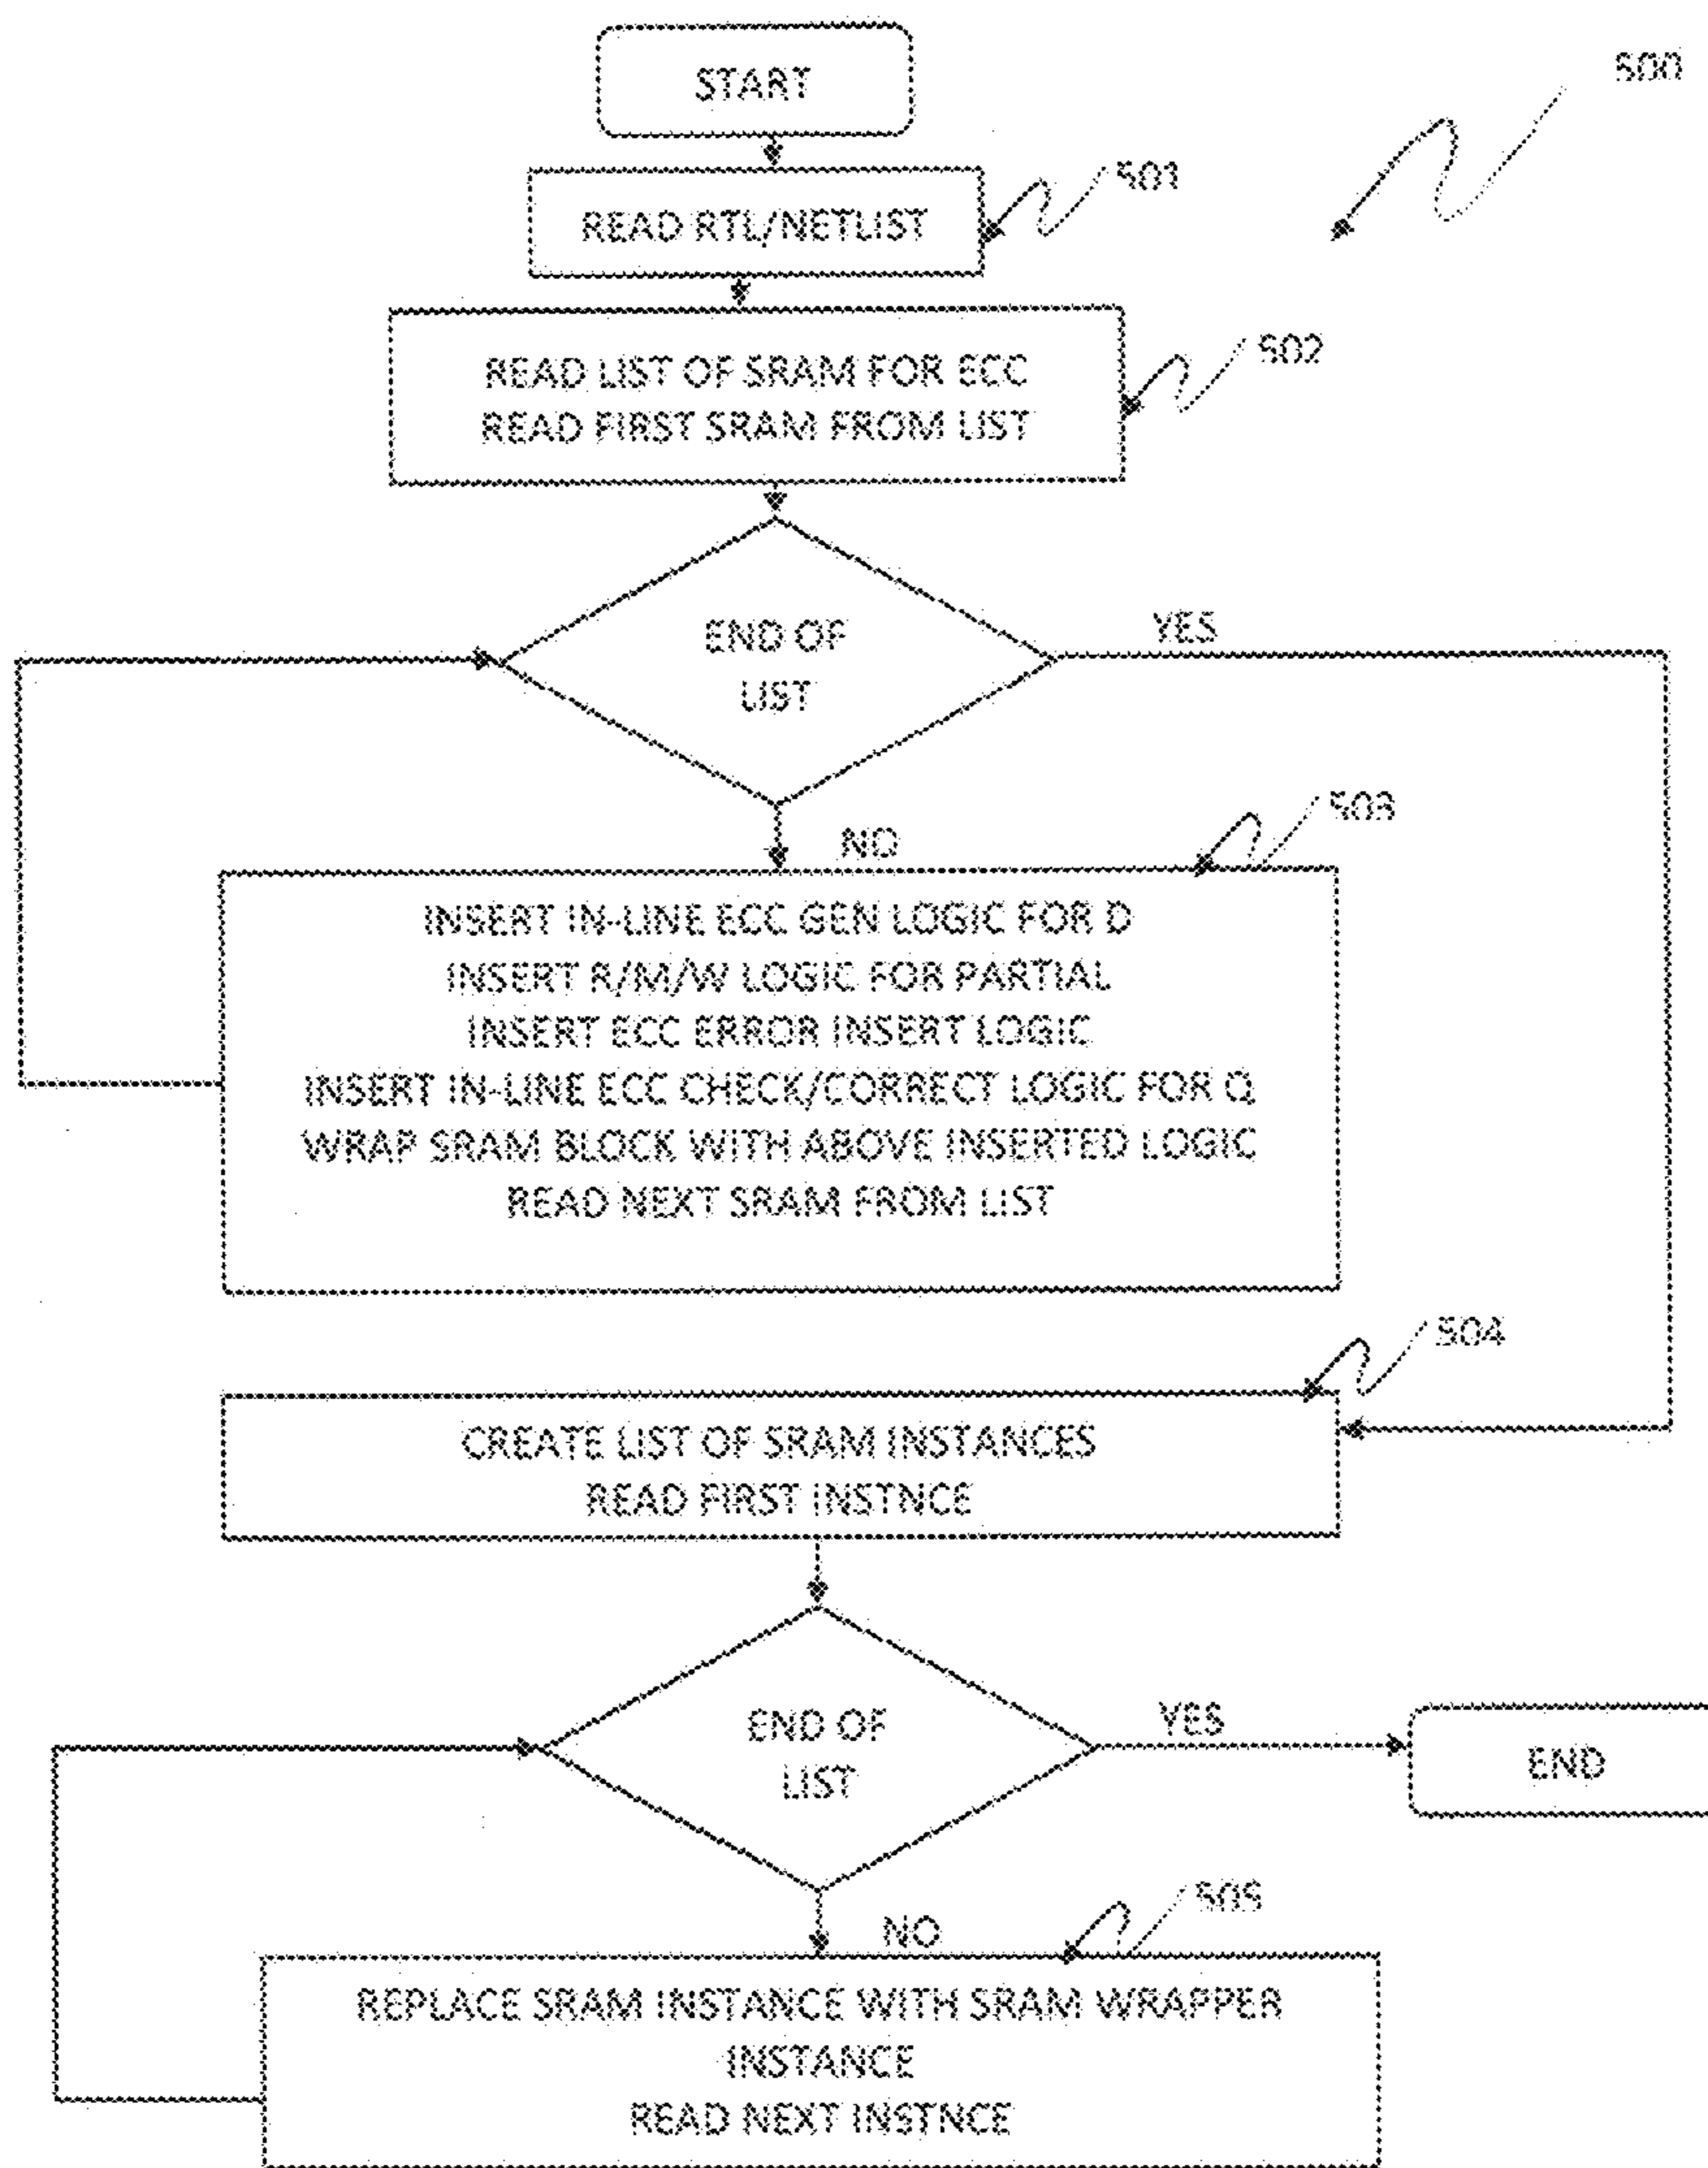 START
500
501
READ RTL/NETLIST
502
READ LIST OF SRAM FOR ECC
READ FIRST SRAM FROM LIST
END OF
LIST
YES
NO
503
INSERT IN-LINE ECC GEN LOGIC FOR D
INSERT R/M/W LOGIC FOR PARTIAL
INSERT ECC ERROR INSERT LOGIC
INSERT IN-LINE ECC CHECK/CORRECT LOGIC FOR Q
WRAP SRAM BLOCK WITH ABOVE INSERTED LOGIC
READ NEXT SRAM FROM LIST
504
CREATE LIST OF SRAM INSTANCES
READ FIRST INSTNCE
END OF
LIST
YES
END
NO
505
REPLACE SRAM INSTANCE WITH SRAM WRAPPER
INSTANCE
READ NEXT INSTNCE